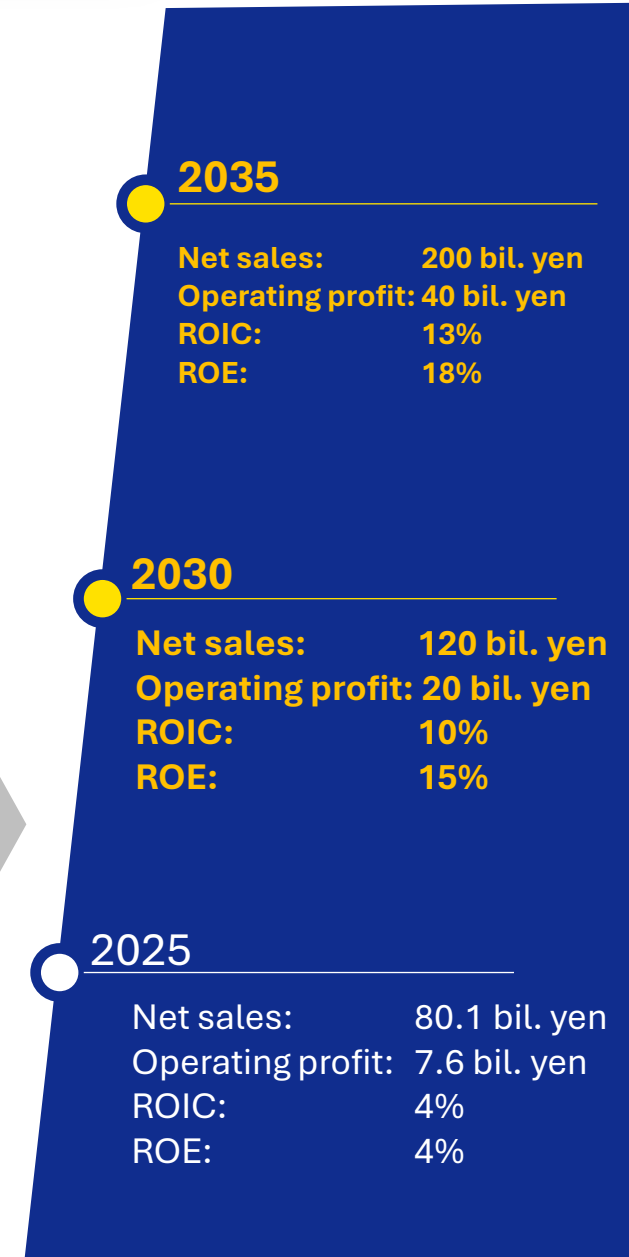 2035
Net sales: 200 bil. yen
Operating profit: 40 bil. yen
ROIC: 13%
ROE: 18%
2030
Net sales: 120 bil. yen
Operating profit: 20 bil. yen
ROIC: 10%
ROE: 15%
2025
Net sales: 80.1 bil. yen
Operating profit: 7.6 bil. yen
ROIC: 4%
ROE: 4%